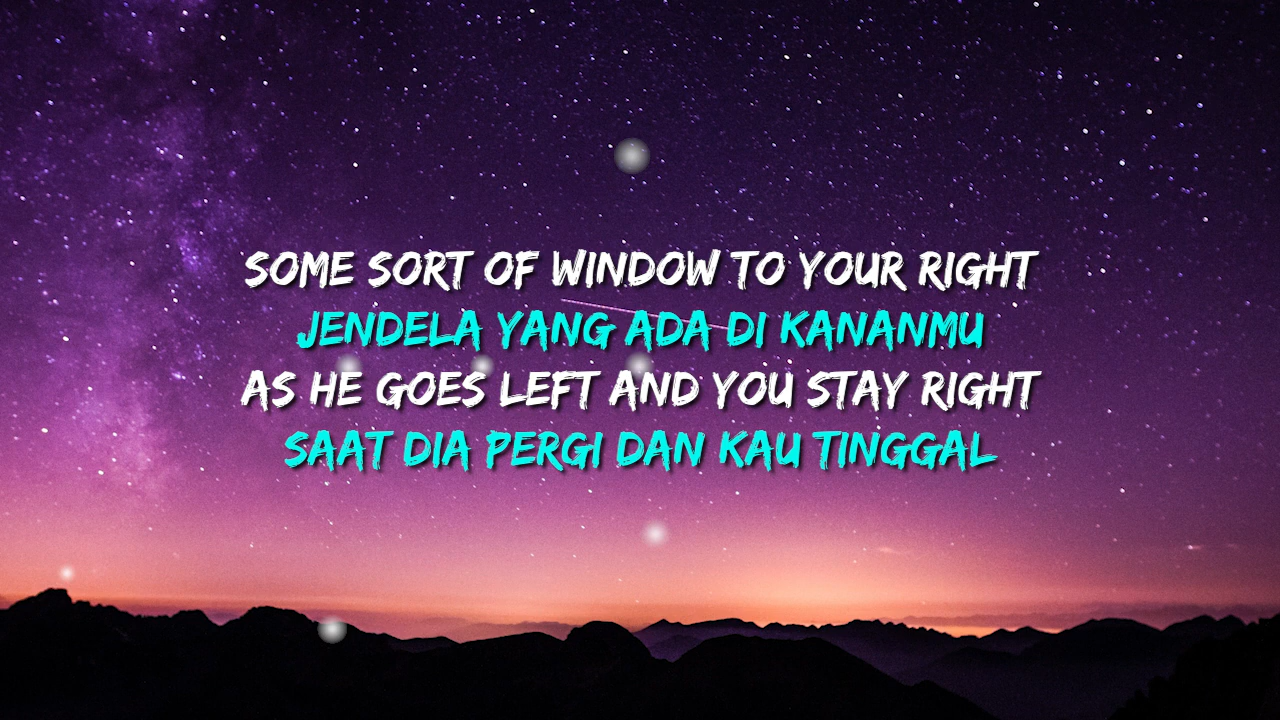 SOME SORT OF WINDOW TO YOUR RIGHT
JENDELA YANG ADA DI KANANMU
AS HE GOES LEFT AND YOU STAY RIGHT
SAAT DIA PERGI DAN KAU TINGGAL